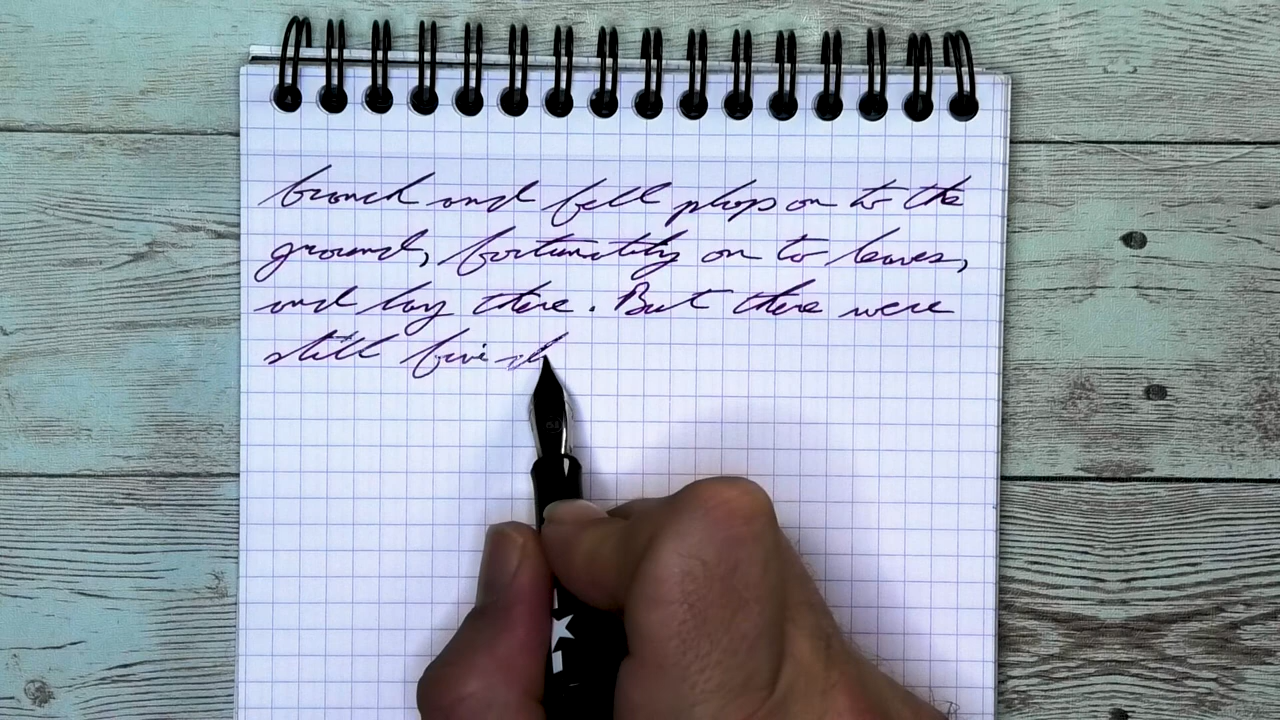 branch and fell plop on to the
ground, fortunately on to leaves,
and lay there. But there were
still